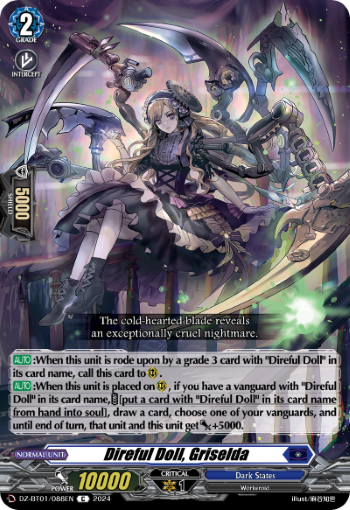 2
GRADE
INTERCEPT
5000
SHIELD
The cold-hearted blade reveals
an exceptionally cruel nightmare.
AUTO:When this unit is rode upon by a grade 3 card with "Direful Doll" in
its card name, call this card to R.
AUTO:When this unit is placed on R, if you have a vanguard with "Direful
Doll" in its card name, [put a card with "Direful Doll" in its card name
from hand into soul], draw a card, choose one of your vanguards, and
until end of turn, that unit and this unit get +5000.
NORMAL UNIT
Direful Doll, Griselda
POWER
10000
CRITICAL
1
Dark States
Workeroid
DZ-BT01/088EN C 2024
illust/麻谷知世